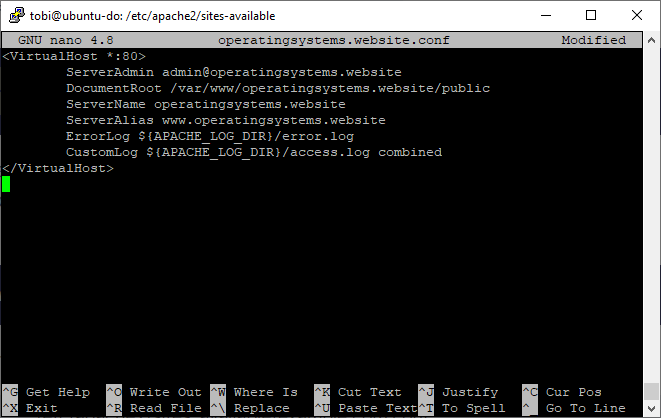 tobi@ubuntu-do: /etc/apache2/sites-available
GNU nano 4.8 operatingsystems.website.conf Modified
<VirtualHost *:80>
ServerAdmin admin@operatingsystems.website
DocumentRoot /var/www/operatingsystems.website/public
ServerName operatingsystems.website
ServerAlias www.operatingsystems.website
ErrorLog ${APACHE_LOG_DIR}/error.log
CustomLog ${APACHE_LOG_DIR}/access.log combined
</VirtualHost>
^G Get Help ^O Write Out ^W Where Is ^K Cut Text ^J Justify ^C Cur Pos
^X Exit ^R Read File ^\ Replace ^U Paste Text^T To Spell ^_ Go To Line